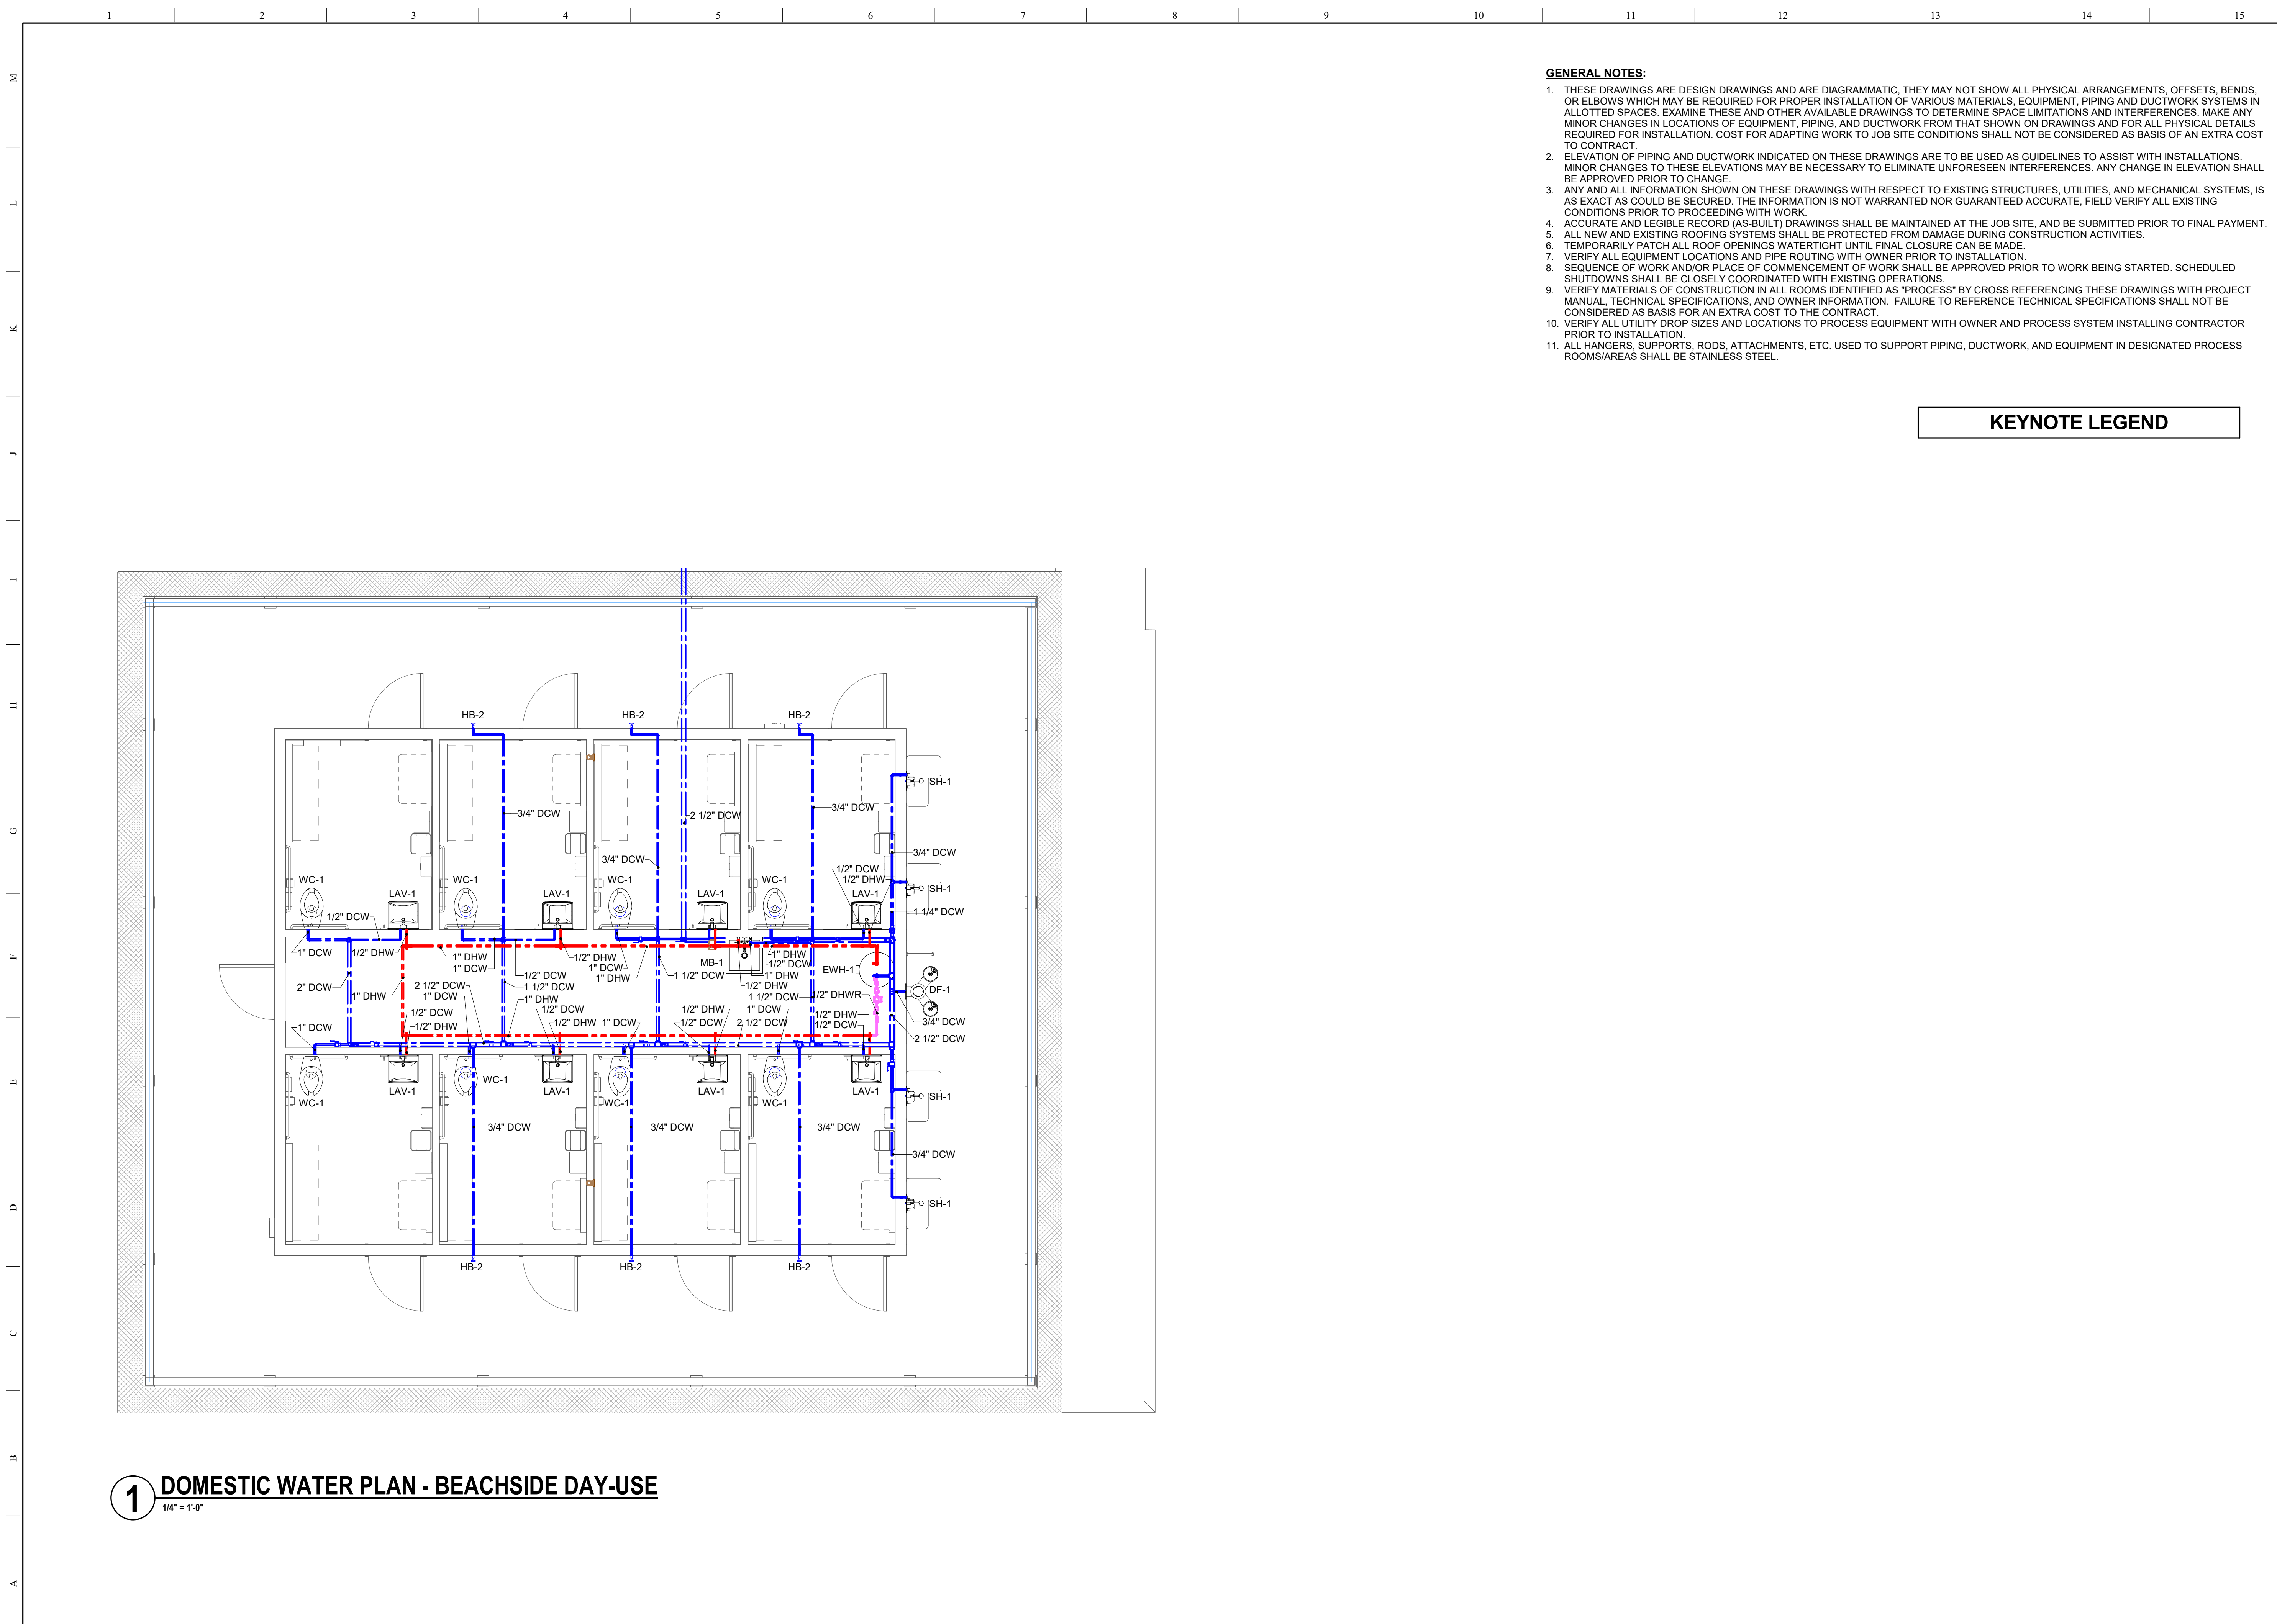 1 2 3 4 5 6 7 8 9 10 11 12 13 14 15
M
L
K
J
I
H
G
F
E
D
C
B
A
GENERAL NOTES:
1. THESE DRAWINGS ARE DESIGN DRAWINGS AND ARE DIAGRAMMATIC, THEY MAY NOT SHOW ALL PHYSICAL ARRANGEMENTS, OFFSETS, BENDS,
OR ELBOWS WHICH MAY BE REQUIRED FOR PROPER INSTALLATION OF VARIOUS MATERIALS, EQUIPMENT, PIPING AND DUCTWORK SYSTEMS IN
ALLOTTED SPACES. EXAMINE THESE AND OTHER AVAILABLE DRAWINGS TO DETERMINE SPACE LIMITATIONS AND INTERFERENCES. MAKE ANY
MINOR CHANGES IN LOCATIONS OF EQUIPMENT, PIPING, AND DUCTWORK FROM THAT SHOWN ON DRAWINGS AND FOR ALL PHYSICAL DETAILS
REQUIRED FOR INSTALLATION. COST FOR ADAPTING WORK TO JOB SITE CONDITIONS SHALL NOT BE CONSIDERED AS BASIS OF AN EXTRA COST
TO CONTRACT.
2. ELEVATION OF PIPING AND DUCTWORK INDICATED ON THESE DRAWINGS ARE TO BE USED AS GUIDELINES TO ASSIST WITH INSTALLATIONS.
MINOR CHANGES TO THESE ELEVATIONS MAY BE NECESSARY TO ELIMINATE UNFORESEEN INTERFERENCES. ANY CHANGE IN ELEVATION SHALL
BE APPROVED PRIOR TO CHANGE.
3. ANY AND ALL INFORMATION SHOWN ON THESE DRAWINGS WITH RESPECT TO EXISTING STRUCTURES, UTILITIES, AND MECHANICAL SYSTEMS, IS
AS EXACT AS COULD BE SECURED. THE INFORMATION IS NOT WARRANTED NOR GUARANTEED ACCURATE, FIELD VERIFY ALL EXISTING
CONDITIONS PRIOR TO PROCEEDING WITH WORK.
4. ACCURATE AND LEGIBLE RECORD (AS-BUILT) DRAWINGS SHALL BE MAINTAINED AT THE JOB SITE, AND BE SUBMITTED PRIOR TO FINAL PAYMENT.
5. ALL NEW AND EXISTING ROOFING SYSTEMS SHALL BE PROTECTED FROM DAMAGE DURING CONSTRUCTION ACTIVITIES.
6. TEMPORARILY PATCH ALL ROOF OPENINGS WATERTIGHT UNTIL FINAL CLOSURE CAN BE MADE.
7. VERIFY ALL EQUIPMENT LOCATIONS AND PIPE ROUTING WITH OWNER PRIOR TO INSTALLATION.
8. SEQUENCE OF WORK AND/OR PLACE OF COMMENCEMENT OF WORK SHALL BE APPROVED PRIOR TO WORK BEING STARTED. SCHEDULED
SHUTDOWNS SHALL BE CLOSELY COORDINATED WITH EXISTING OPERATIONS.
9. VERIFY MATERIALS OF CONSTRUCTION IN ALL ROOMS IDENTIFIED AS "PROCESS" BY CROSS REFERENCING THESE DRAWINGS WITH PROJECT
MANUAL, TECHNICAL SPECIFICATIONS, AND OWNER INFORMATION. FAILURE TO REFERENCE TECHNICAL SPECIFICATIONS SHALL NOT BE
CONSIDERED AS BASIS FOR AN EXTRA COST TO THE CONTRACT.
10. VERIFY ALL UTILITY DROP SIZES AND LOCATIONS TO PROCESS EQUIPMENT WITH OWNER AND PROCESS SYSTEM INSTALLING CONTRACTOR
PRIOR TO INSTALLATION.
11. ALL HANGERS, SUPPORTS, RODS, ATTACHMENTS, ETC. USED TO SUPPORT PIPING, DUCTWORK, AND EQUIPMENT IN DESIGNATED PROCESS
ROOMS/AREAS SHALL BE STAINLESS STEEL.
KEYNOTE LEGEND
HB-2 HB-2 HB-2
SH-1
3/4" DCW 2 1/2" DCW 3/4" DCW
3/4" DCW 3/4" DCW
1/2" DCW
WC-1 WC-1 WC-1 WC-1 1/2" DHW
SH-1
LAV-1 LAV-1 LAV-1 LAV-1
1/2" DCW 1 1/4" DCW
1" DCW 1/2" DHW 1" DHW 1/2" DHW 1" DHW
1" DCW 1" DCW MB-1 1/2" DCW
1/2" DCW 1" DHW 1 1/2" DCW 1" DHW EWH-1
2" DCW 2 1/2" DCW 1 1/2" DCW 1/2" DHW DF-1
1" DHW 1" DCW 1" DHW 1 1/2" DCW 1/2" DHWR
1/2" DCW 1/2" DCW 1/2" DHW 1" DCW 1/2" DHW
1" DCW 1/2" DHW 1/2" DHW 1" DCW 1/2" DCW 2 1/2" DCW 1/2" DCW 3/4" DCW
2 1/2" DCW
WC-1
LAV-1 LAV-1 LAV-1 LAV-1
SH-1
WC-1 WC-1 WC-1
3/4" DCW 3/4" DCW 3/4" DCW
3/4" DCW
SH-1
HB-2 HB-2 HB-2
1 DOMESTIC WATER PLAN - BEACHSIDE DAY-USE
1/4" = 1'-0"